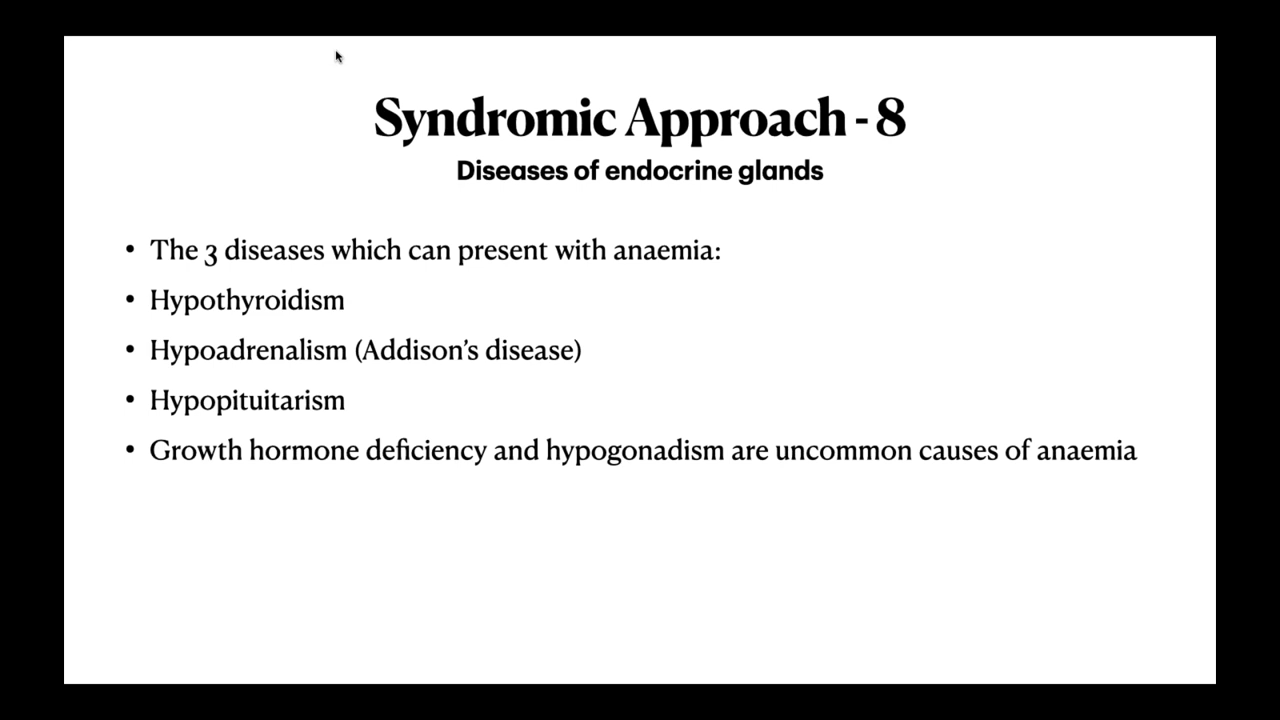 Syndromic Approach - 8
Diseases of endocrine glands
• The 3 diseases which can present with anaemia:
• Hypothyroidism
• Hypoadrenalism (Addison’s disease)
• Hypopituitarism
• Growth hormone deficiency and hypogonadism are uncommon causes of anaemia